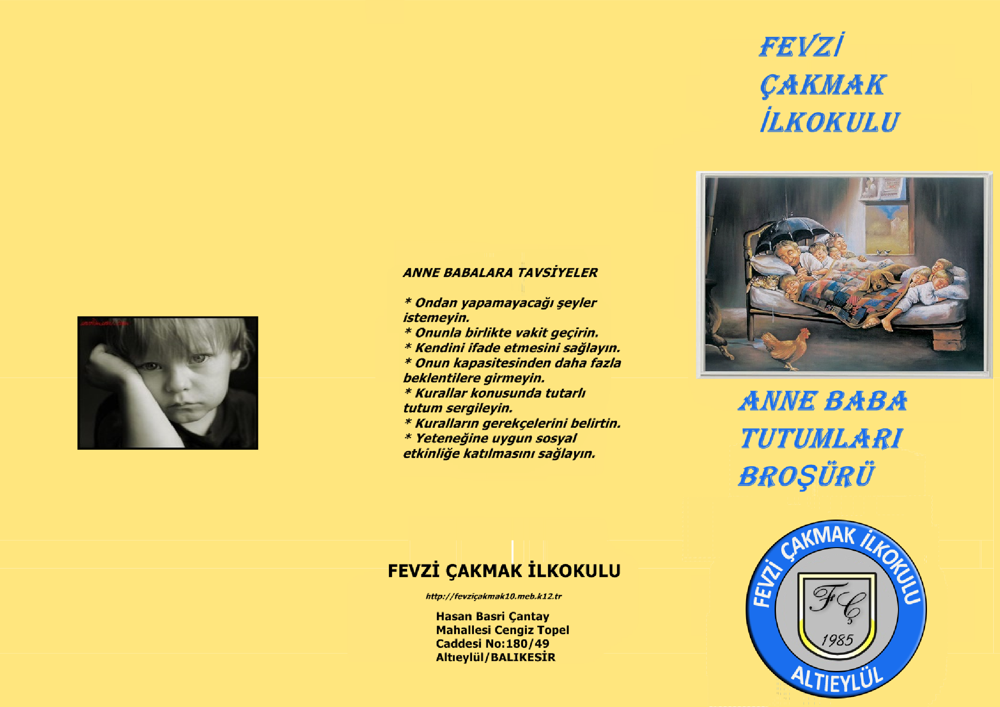 ANNE BABALARA TAVSİYELER
* Ondan yapamayacağı şeyler
istemeyin.
* Onunla birlikte vakit geçirin.
* Kendini ifade etmesini sağlayın.
* Onun kapasitesinden daha fazla
beklentilere girmeyin.
* Kurallar konusunda tutarlı
tutum sergileyin.
* Kuralların gerekçelerini belirtin.
* Yeteneğine uygun sosyal
etkinliğe katılmasını sağlayın.
FEVZİ ÇAKMAK İLKOKULU
http://fevziçakmak10.meb.k12.tr
Hasan Basri Çantay
Mahallesi Cengiz Topel
Caddesi No:180/49
Altıeylül/BALIKESİR
FEVZİ
ÇAKMAK
İLKOKULU
ANNE BABA
TUTUMLARI
BROŞÜRÜ
FEVZİ ÇAKMAK İLKOKULU
FÇ
1985
ALTIEYLÜL